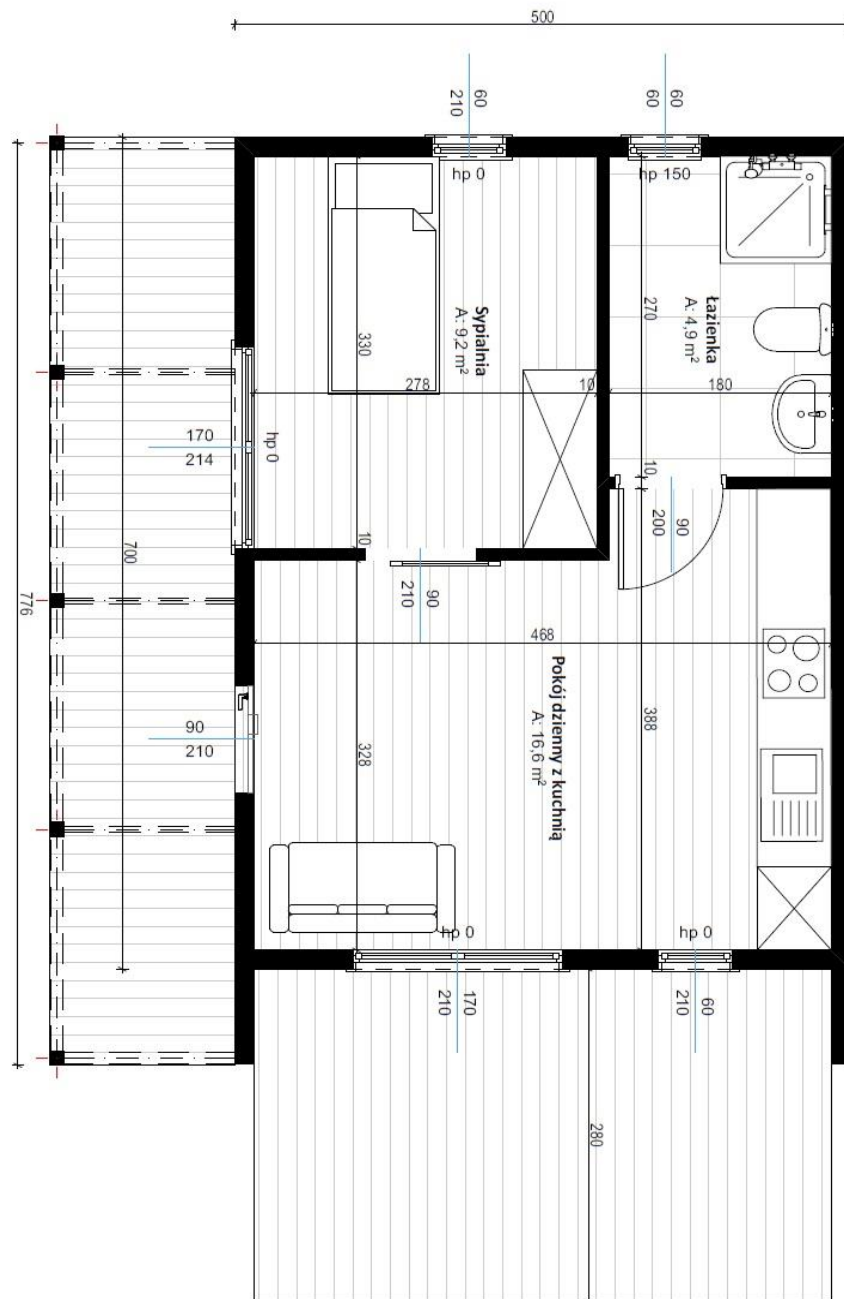 500
60
210
60
60
hp 0
hp 150
Sypialnia
A: 9,2 m²
Łazienka
A: 4,9 m²
330
270
278
10
180
170
214
hp 0
10
90
200
10
90
210
700
776
468
Pokój dzienny z kuchnią
A: 16,6 m²
388
328
90
210
hp 0
hp 0
170
210
60
210
280